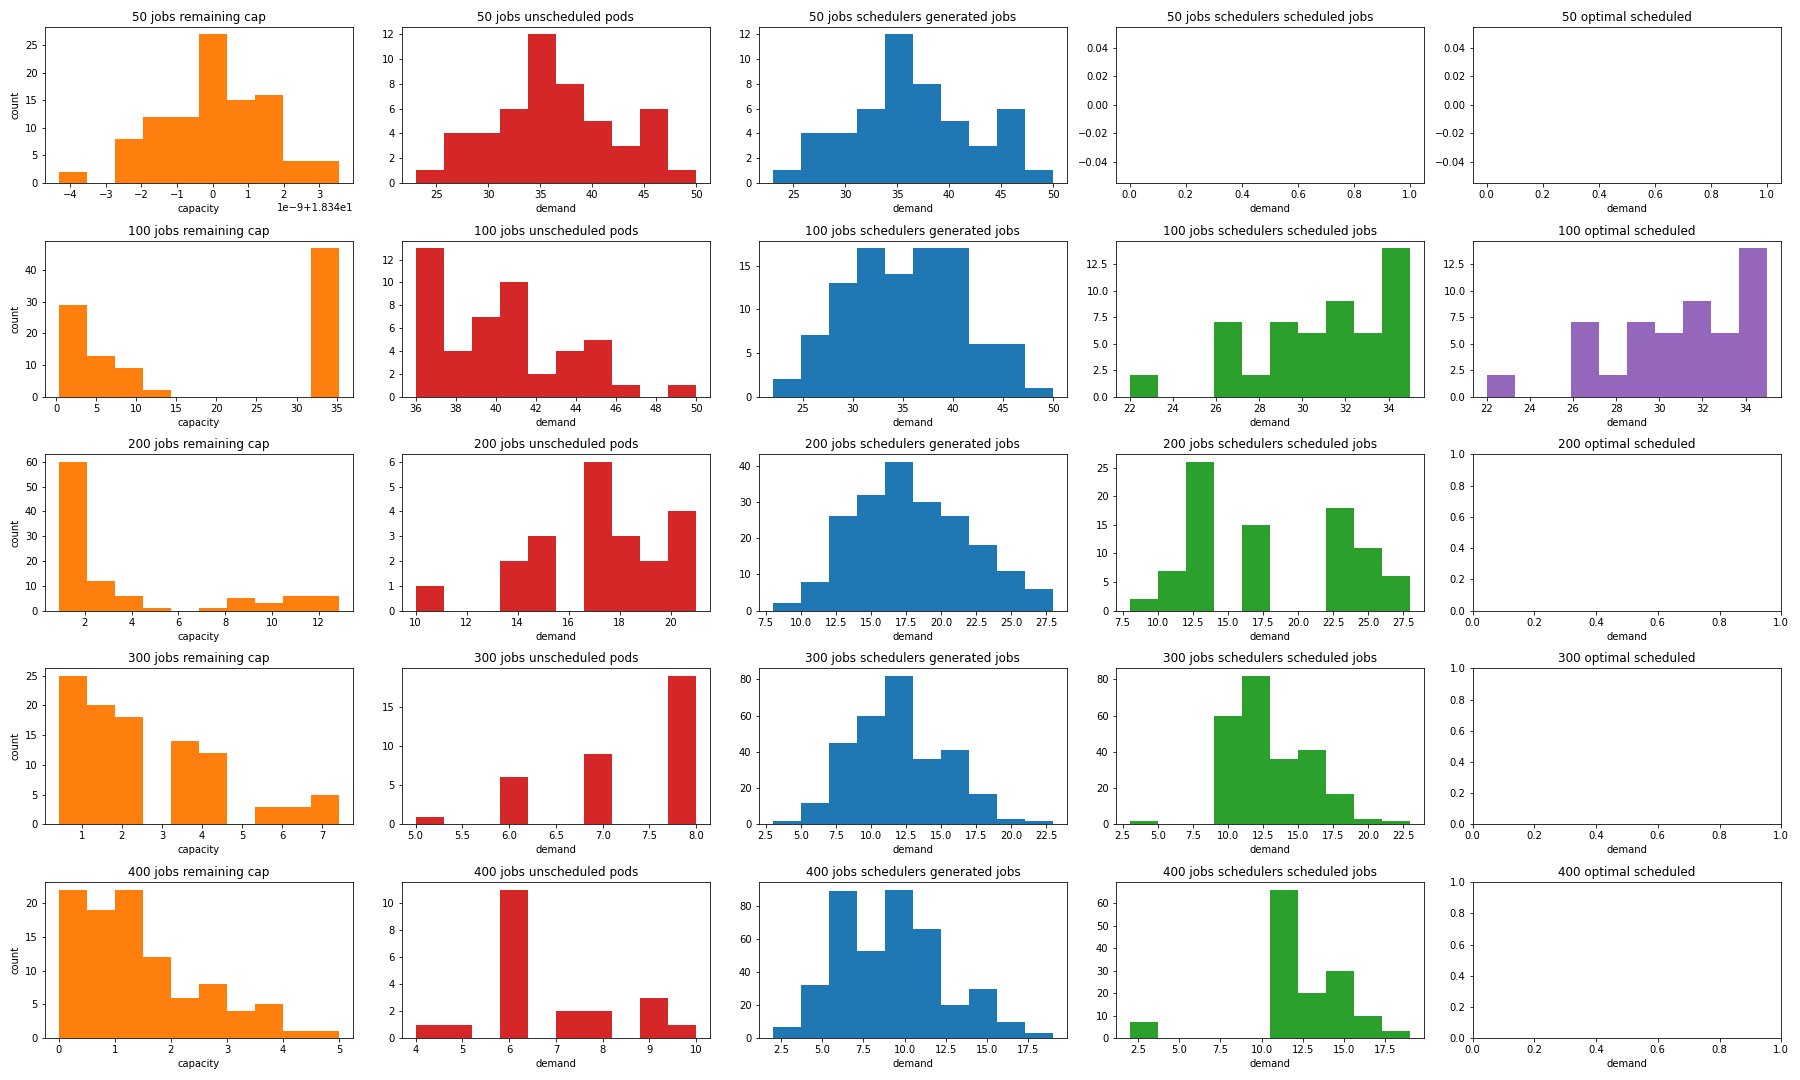 50 jobs remaining cap
50 jobs unscheduled pods
50 jobs schedulers generated jobs
50 jobs schedulers scheduled jobs
50 optimal scheduled
count
25
20
15
10
5
0
−4 −3 −2 −1 0 1 2 3
capacity
1e−9+1.834e1
12
10
8
6
4
2
0
25 30 35 40 45 50
demand
12
10
8
6
4
2
0
25 30 35 40 45 50
demand
0.04
0.02
0.00
−0.02
−0.04
0.0 0.2 0.4 0.6 0.8 1.0
demand
0.04
0.02
0.00
−0.02
−0.04
0.0 0.2 0.4 0.6 0.8 1.0
demand
100 jobs remaining cap
100 jobs unscheduled pods
100 jobs schedulers generated jobs
100 jobs schedulers scheduled jobs
100 optimal scheduled
count
40
30
20
10
0
0 5 10 15 20 25 30 35
capacity
12
10
8
6
4
2
0
36 38 40 42 44 46 48 50
demand
15
10
5
0
25 30 35 40 45 50
demand
12.5
10.0
7.5
5.0
2.5
0.0
22 24 26 28 30 32 34
demand
12.5
10.0
7.5
5.0
2.5
0.0
22 24 26 28 30 32 34
demand
200 jobs remaining cap
200 jobs unscheduled pods
200 jobs schedulers generated jobs
200 jobs schedulers scheduled jobs
200 optimal scheduled
count
60
50
40
30
20
10
0
2 4 6 8 10 12
capacity
6
5
4
3
2
1
0
10 12 14 16 18 20
demand
40
30
20
10
0
7.5 10.0 12.5 15.0 17.5 20.0 22.5 25.0 27.5
demand
25
20
15
10
5
0
7.5 10.0 12.5 15.0 17.5 20.0 22.5 25.0 27.5
demand
1.0
0.8
0.6
0.4
0.2
0.0
0.0 0.2 0.4 0.6 0.8 1.0
demand
300 jobs remaining cap
300 jobs unscheduled pods
300 jobs schedulers generated jobs
300 jobs schedulers scheduled jobs
300 optimal scheduled
count
25
20
15
10
5
0
1 2 3 4 5 6 7
capacity
15
10
5
0
5.0 5.5 6.0 6.5 7.0 7.5 8.0
demand
80
60
40
20
0
2.5 5.0 7.5 10.0 12.5 15.0 17.5 20.0 22.5
demand
80
60
40
20
0
2.5 5.0 7.5 10.0 12.5 15.0 17.5 20.0 22.5
demand
1.0
0.8
0.6
0.4
0.2
0.0
0.0 0.2 0.4 0.6 0.8 1.0
demand
400 jobs remaining cap
400 jobs unscheduled pods
400 jobs schedulers generated jobs
400 jobs schedulers scheduled jobs
400 optimal scheduled
count
20
15
10
5
0
0 1 2 3 4 5
capacity
10
8
6
4
2
0
4 5 6 7 8 9 10
demand
80
60
40
20
0
2.5 5.0 7.5 10.0 12.5 15.0 17.5
demand
60
50
40
30
20
10
0
2.5 5.0 7.5 10.0 12.5 15.0 17.5
demand
1.0
0.8
0.6
0.4
0.2
0.0
0.0 0.2 0.4 0.6 0.8 1.0
demand